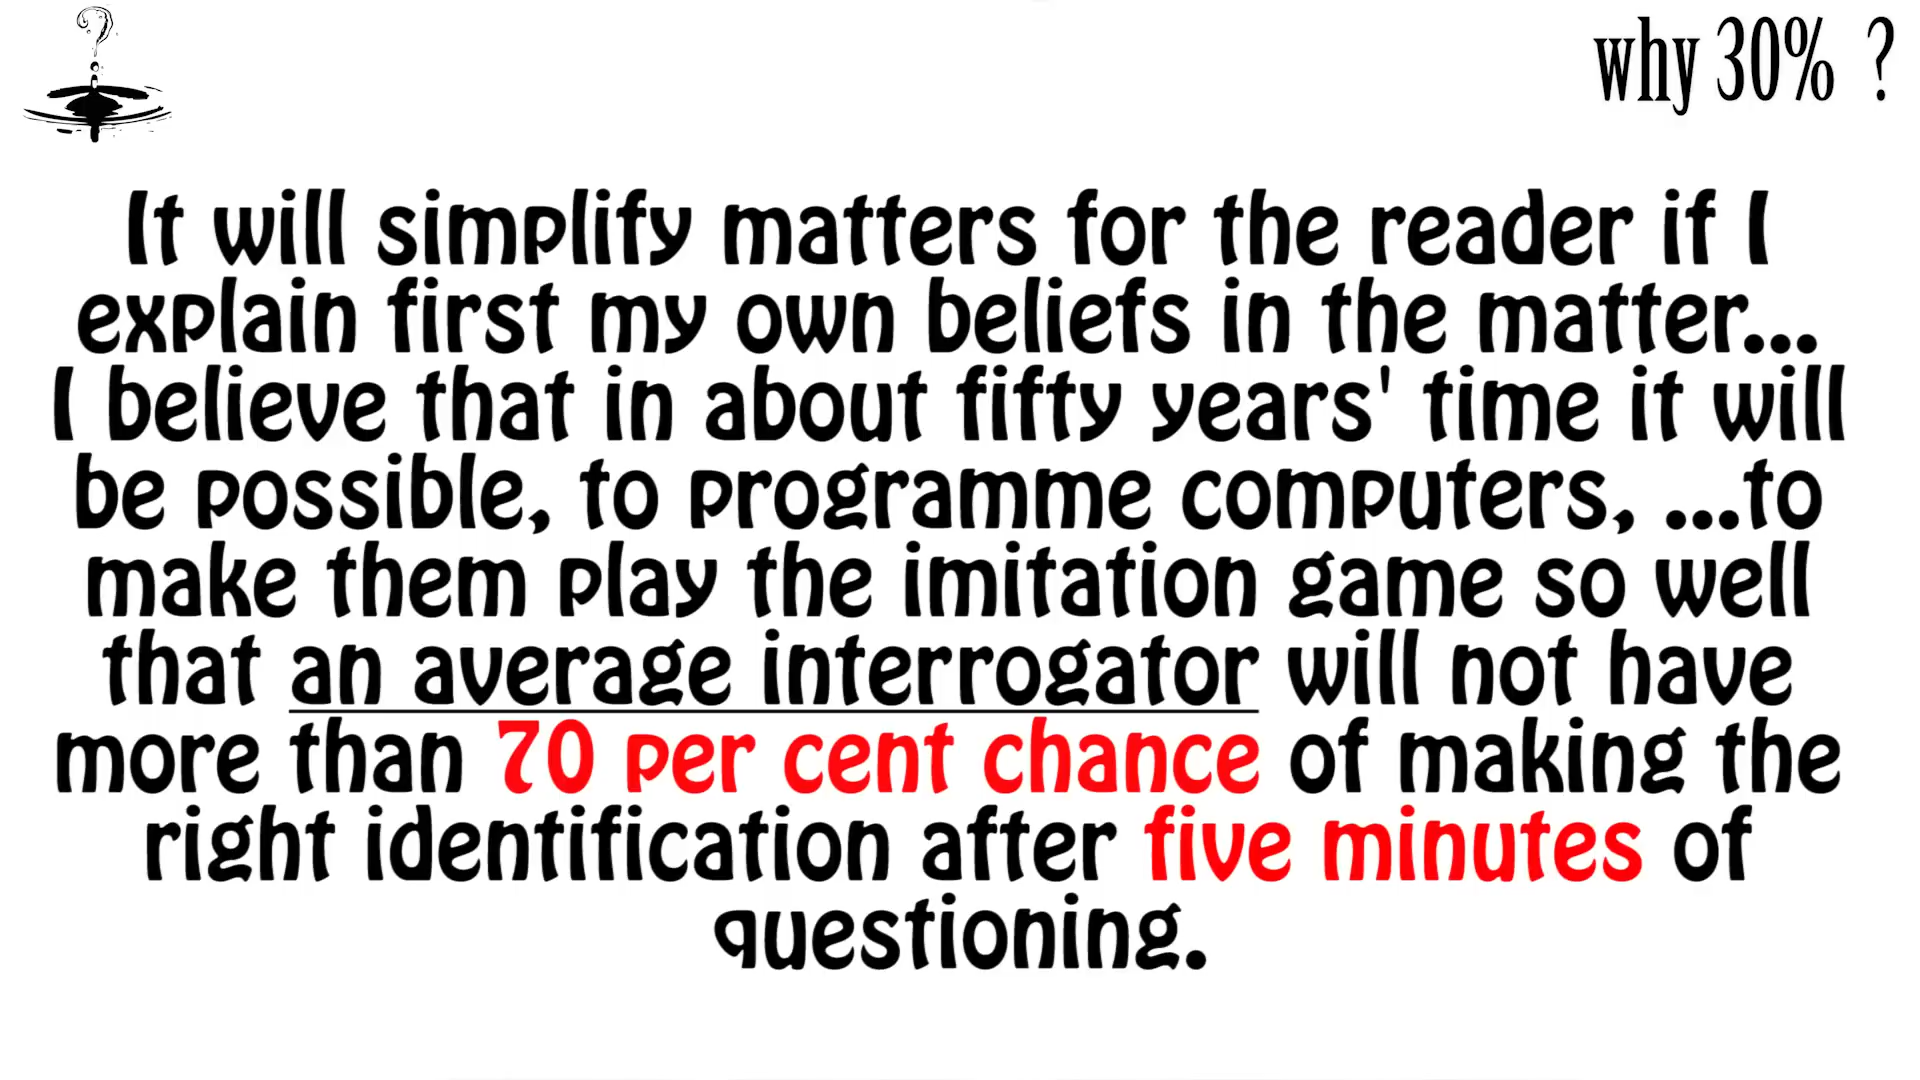 why 30% ?
It will simplify matters for the reader if I
explain first my own beliefs in the matter...
I believe that in about fifty years' time it will
be possible, to programme computers, ...to
make them play the imitation game so well
that an average interrogator will not have
more than 70 per cent chance of making the
right identification after five minutes of
questioning.